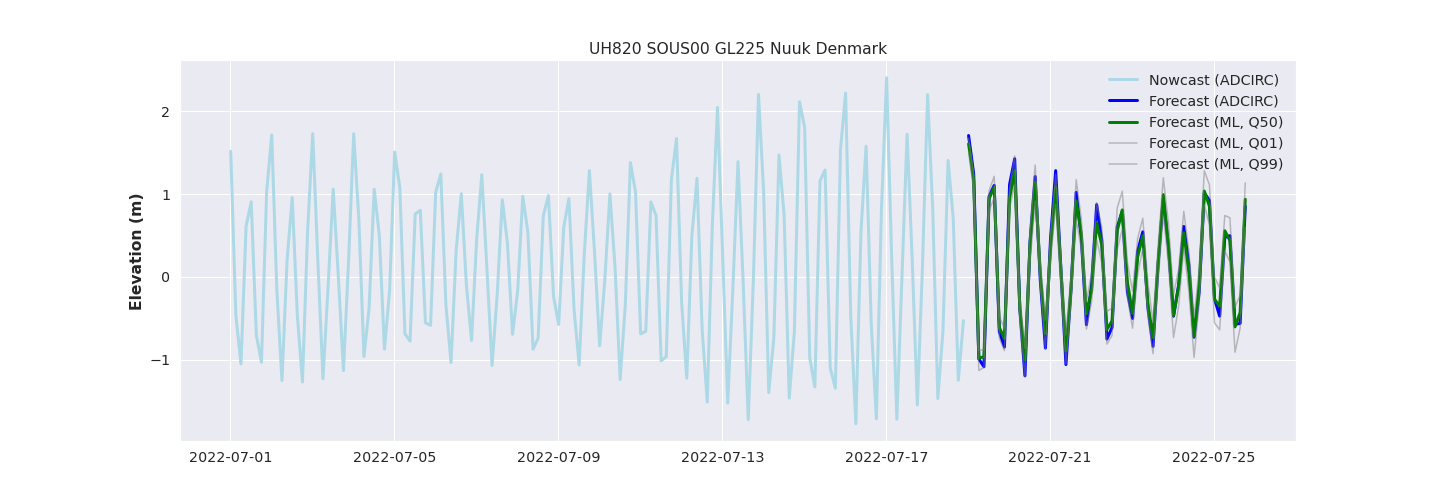 UH820 SOUS00 GL225 Nuuk Denmark
Nowcast (ADCIRC)
Forecast (ADCIRC)
Forecast (ML, Q50)
Forecast (ML, Q01)
Forecast (ML, Q99)
Elevation (m)
2
1
0
−1
2022-07-01 2022-07-05 2022-07-09 2022-07-13 2022-07-17 2022-07-21 2022-07-25